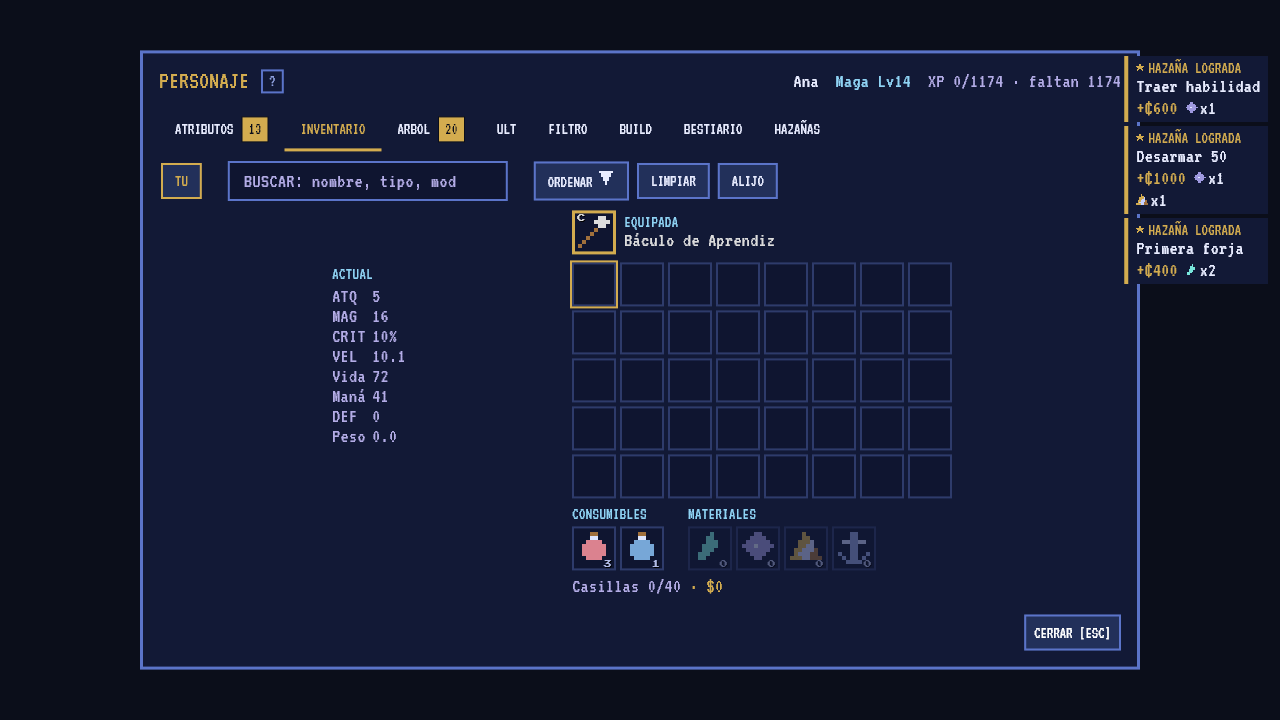 PERSONAJE ?
Ana Maga Lv14 XP 0/1174 · faltan 1174
ATRIBUTOS 13 INVENTARIO ARBOL 20 ULT FILTRO BUILD BESTIARIO HAZAÑAS
TU BUSCAR: nombre, tipo, mod ORDENAR LIMPIAR ALIJO
C
EQUIPADA
Báculo de Aprendiz
ACTUAL
ATQ 5
MAG 16
CRIT 10%
VEL 10.1
Vida 72
Maná 41
DEF 0
Peso 0.0
CONSUMIBLES MATERIALES
3 1 0 0 0 0
Casillas 0/40 · $0
CERRAR [ESC]
HAZAÑA LOGRADA
Traer habilidad
+₵600 x1
HAZAÑA LOGRADA
Desarmar 50
+₵1000 x1
x1
HAZAÑA LOGRADA
Primera forja
+₵400 x2